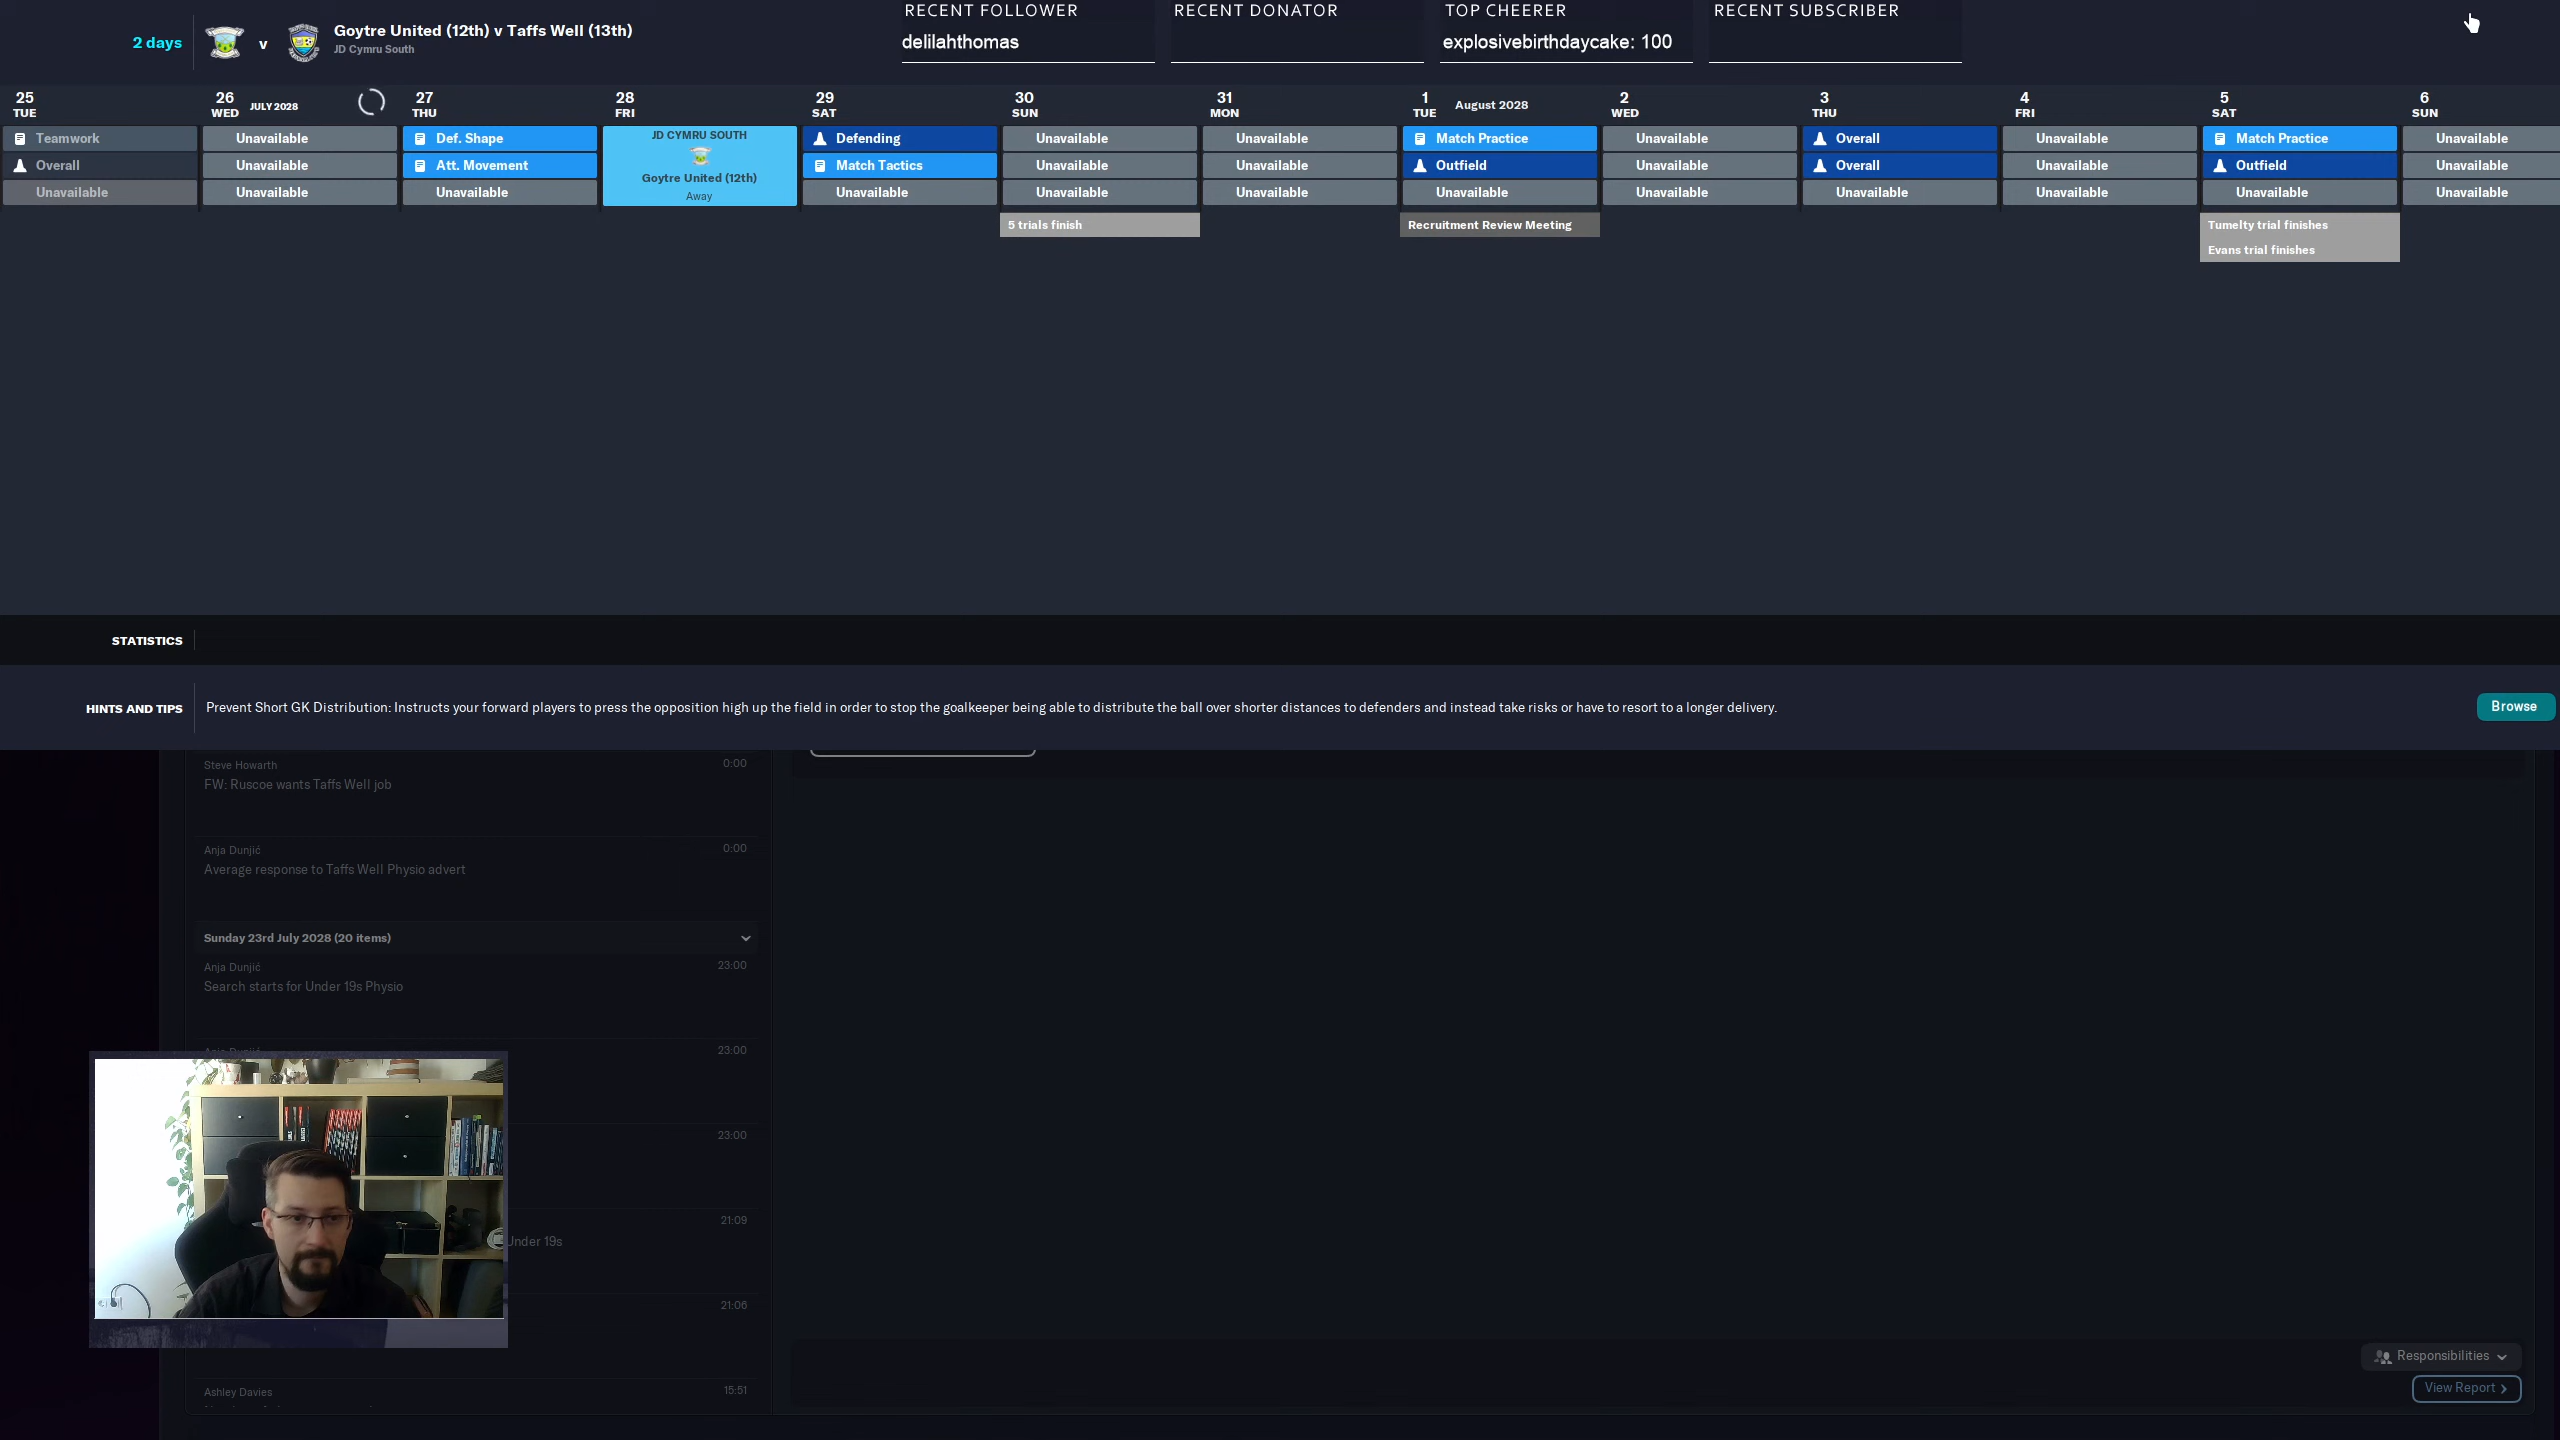 RECENT FOLLOWER
RECENT DONATOR
TOP CHEERER
RECENT SUBSCRIBER
2 days
v
Goytre United (12th) v Taffs Well (13th)
JD Cymru South
delilahthomas
explosivebirthdaycake: 100
25
TUE
26
WED
JULY 2028
27
THU
28
FRI
29
SAT
30
SUN
31
MON
1
TUE
August 2028
2
WED
3
THU
4
FRI
5
SAT
6
SUN
Teamwork
Overall
Unavailable
Unavailable
Unavailable
Unavailable
Def. Shape
Att. Movement
Unavailable
JD CYMRU SOUTH
Goytre United (12th)
Away
Defending
Match Tactics
Unavailable
Unavailable
Unavailable
Unavailable
5 trials finish
Unavailable
Unavailable
Unavailable
Match Practice
Outfield
Unavailable
Recruitment Review Meeting
Unavailable
Unavailable
Unavailable
Overall
Overall
Unavailable
Unavailable
Unavailable
Unavailable
Match Practice
Outfield
Unavailable
Tumelty trial finishes
Evans trial finishes
Unavailable
Unavailable
Unavailable
STATISTICS
HINTS AND TIPS
Prevent Short GK Distribution: Instructs your forward players to press the opposition high up the field in order to stop the goalkeeper being able to distribute the ball over shorter distances to defenders and instead take risks or have to resort to a longer delivery.
Browse
Steve Howarth
0:00
FW: Ruscoe wants Taffs Well job
Anja Dunjić
0:00
Average response to Taffs Well Physio advert
Sunday 23rd July 2028 (20 items)
Anja Dunjić
23:00
Search starts for Under 19s Physio
Anja Dunjić
23:00
23:00
21:09
Under 19s
21:06
Ashley Davies
15:51
Responsibilities
View Report